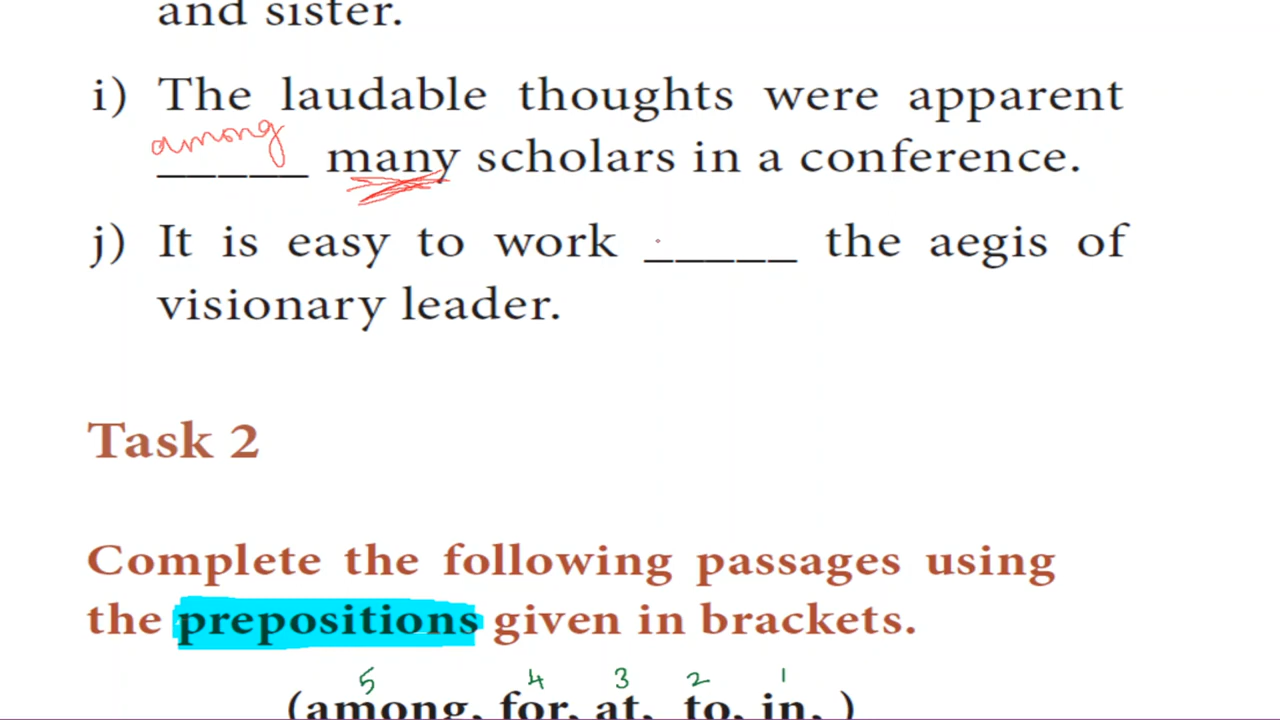 and sister.
i) The laudable thoughts were apparent
among
_____ many scholars in a conference.
j) It is easy to work _____ the aegis of
visionary leader.
Task 2
Complete the following passages using
the prepositions given in brackets.
5 4 3 2 1
(among, for, at, to, in, )